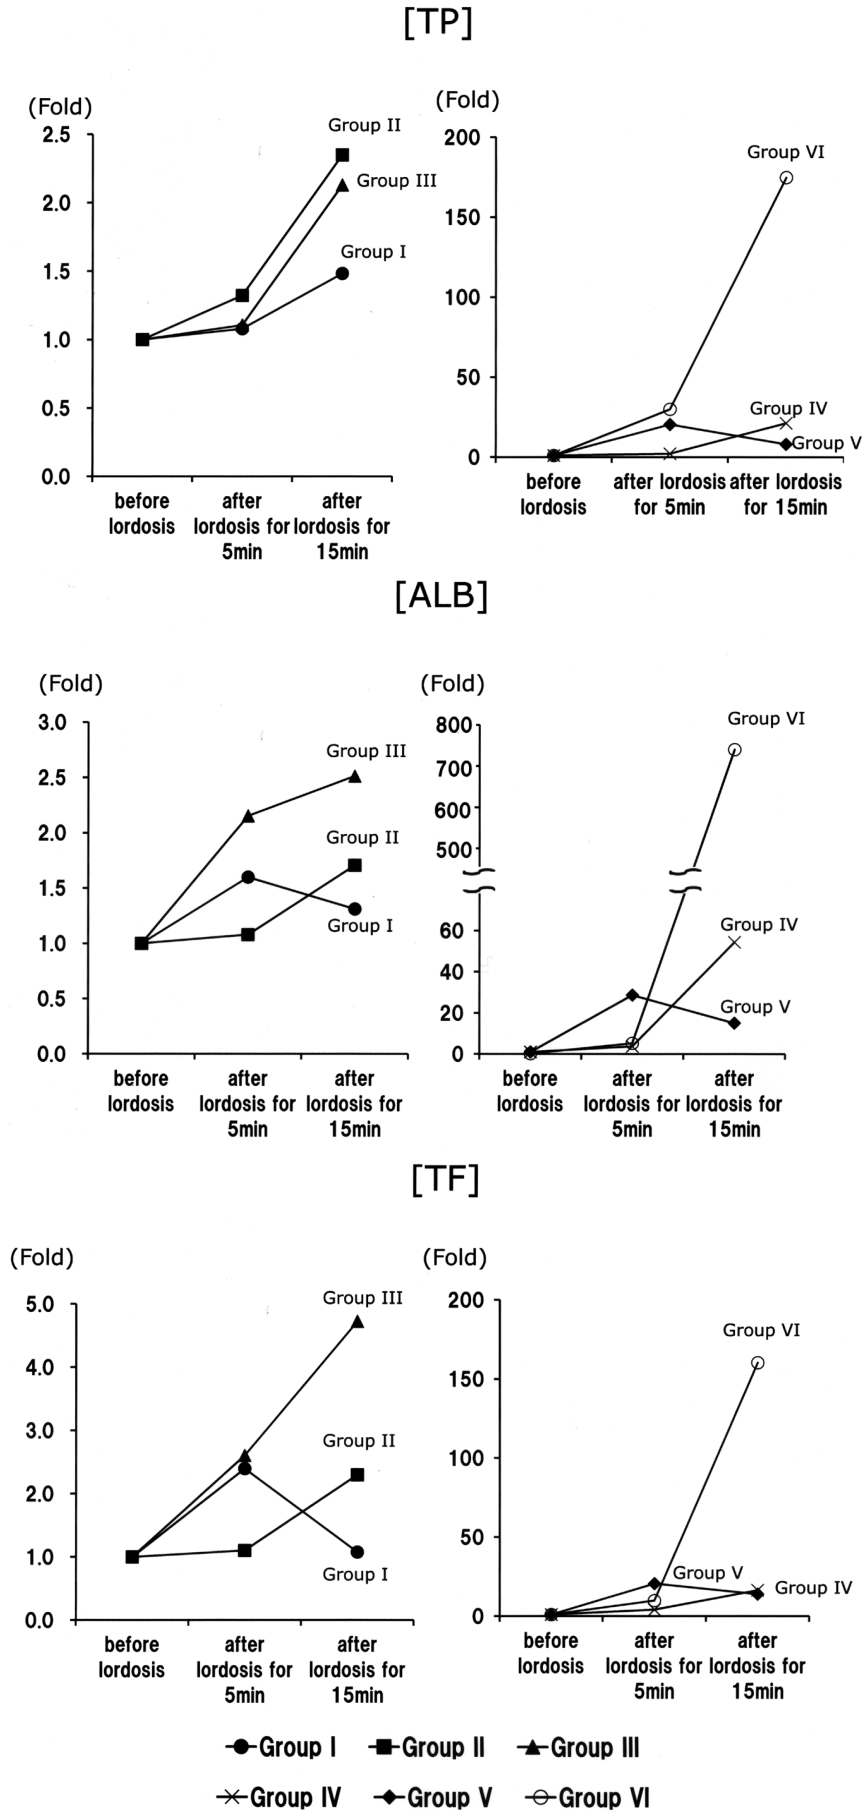 [TP]
(Fold)
2.5
2.0
1.5
1.0
0.5
0.0
Group II
Group III
Group I
before lordosis
after lordosis for 5min
after lordosis for 15min
(Fold)
200
150
100
50
0
Group VI
Group IV
Group V
before lordosis
after lordosis for 5min
after lordosis for 15min
[ALB]
(Fold)
3.0
2.5
2.0
1.5
1.0
0.5
0.0
Group III
Group II
Group I
before lordosis
after lordosis for 5min
after lordosis for 15min
(Fold)
800
700
600
500
60
40
20
0
Group VI
Group IV
Group V
before lordosis
after lordosis for 5min
after lordosis for 15min
[TF]
(Fold)
5.0
4.0
3.0
2.0
1.0
0.0
Group III
Group II
Group I
before lordosis
after lordosis for 5min
after lordosis for 15min
(Fold)
200
150
100
50
0
Group VI
Group V
Group IV
before lordosis
after lordosis for 5min
after lordosis for 15min
Group I Group II Group III
Group IV Group V Group VI